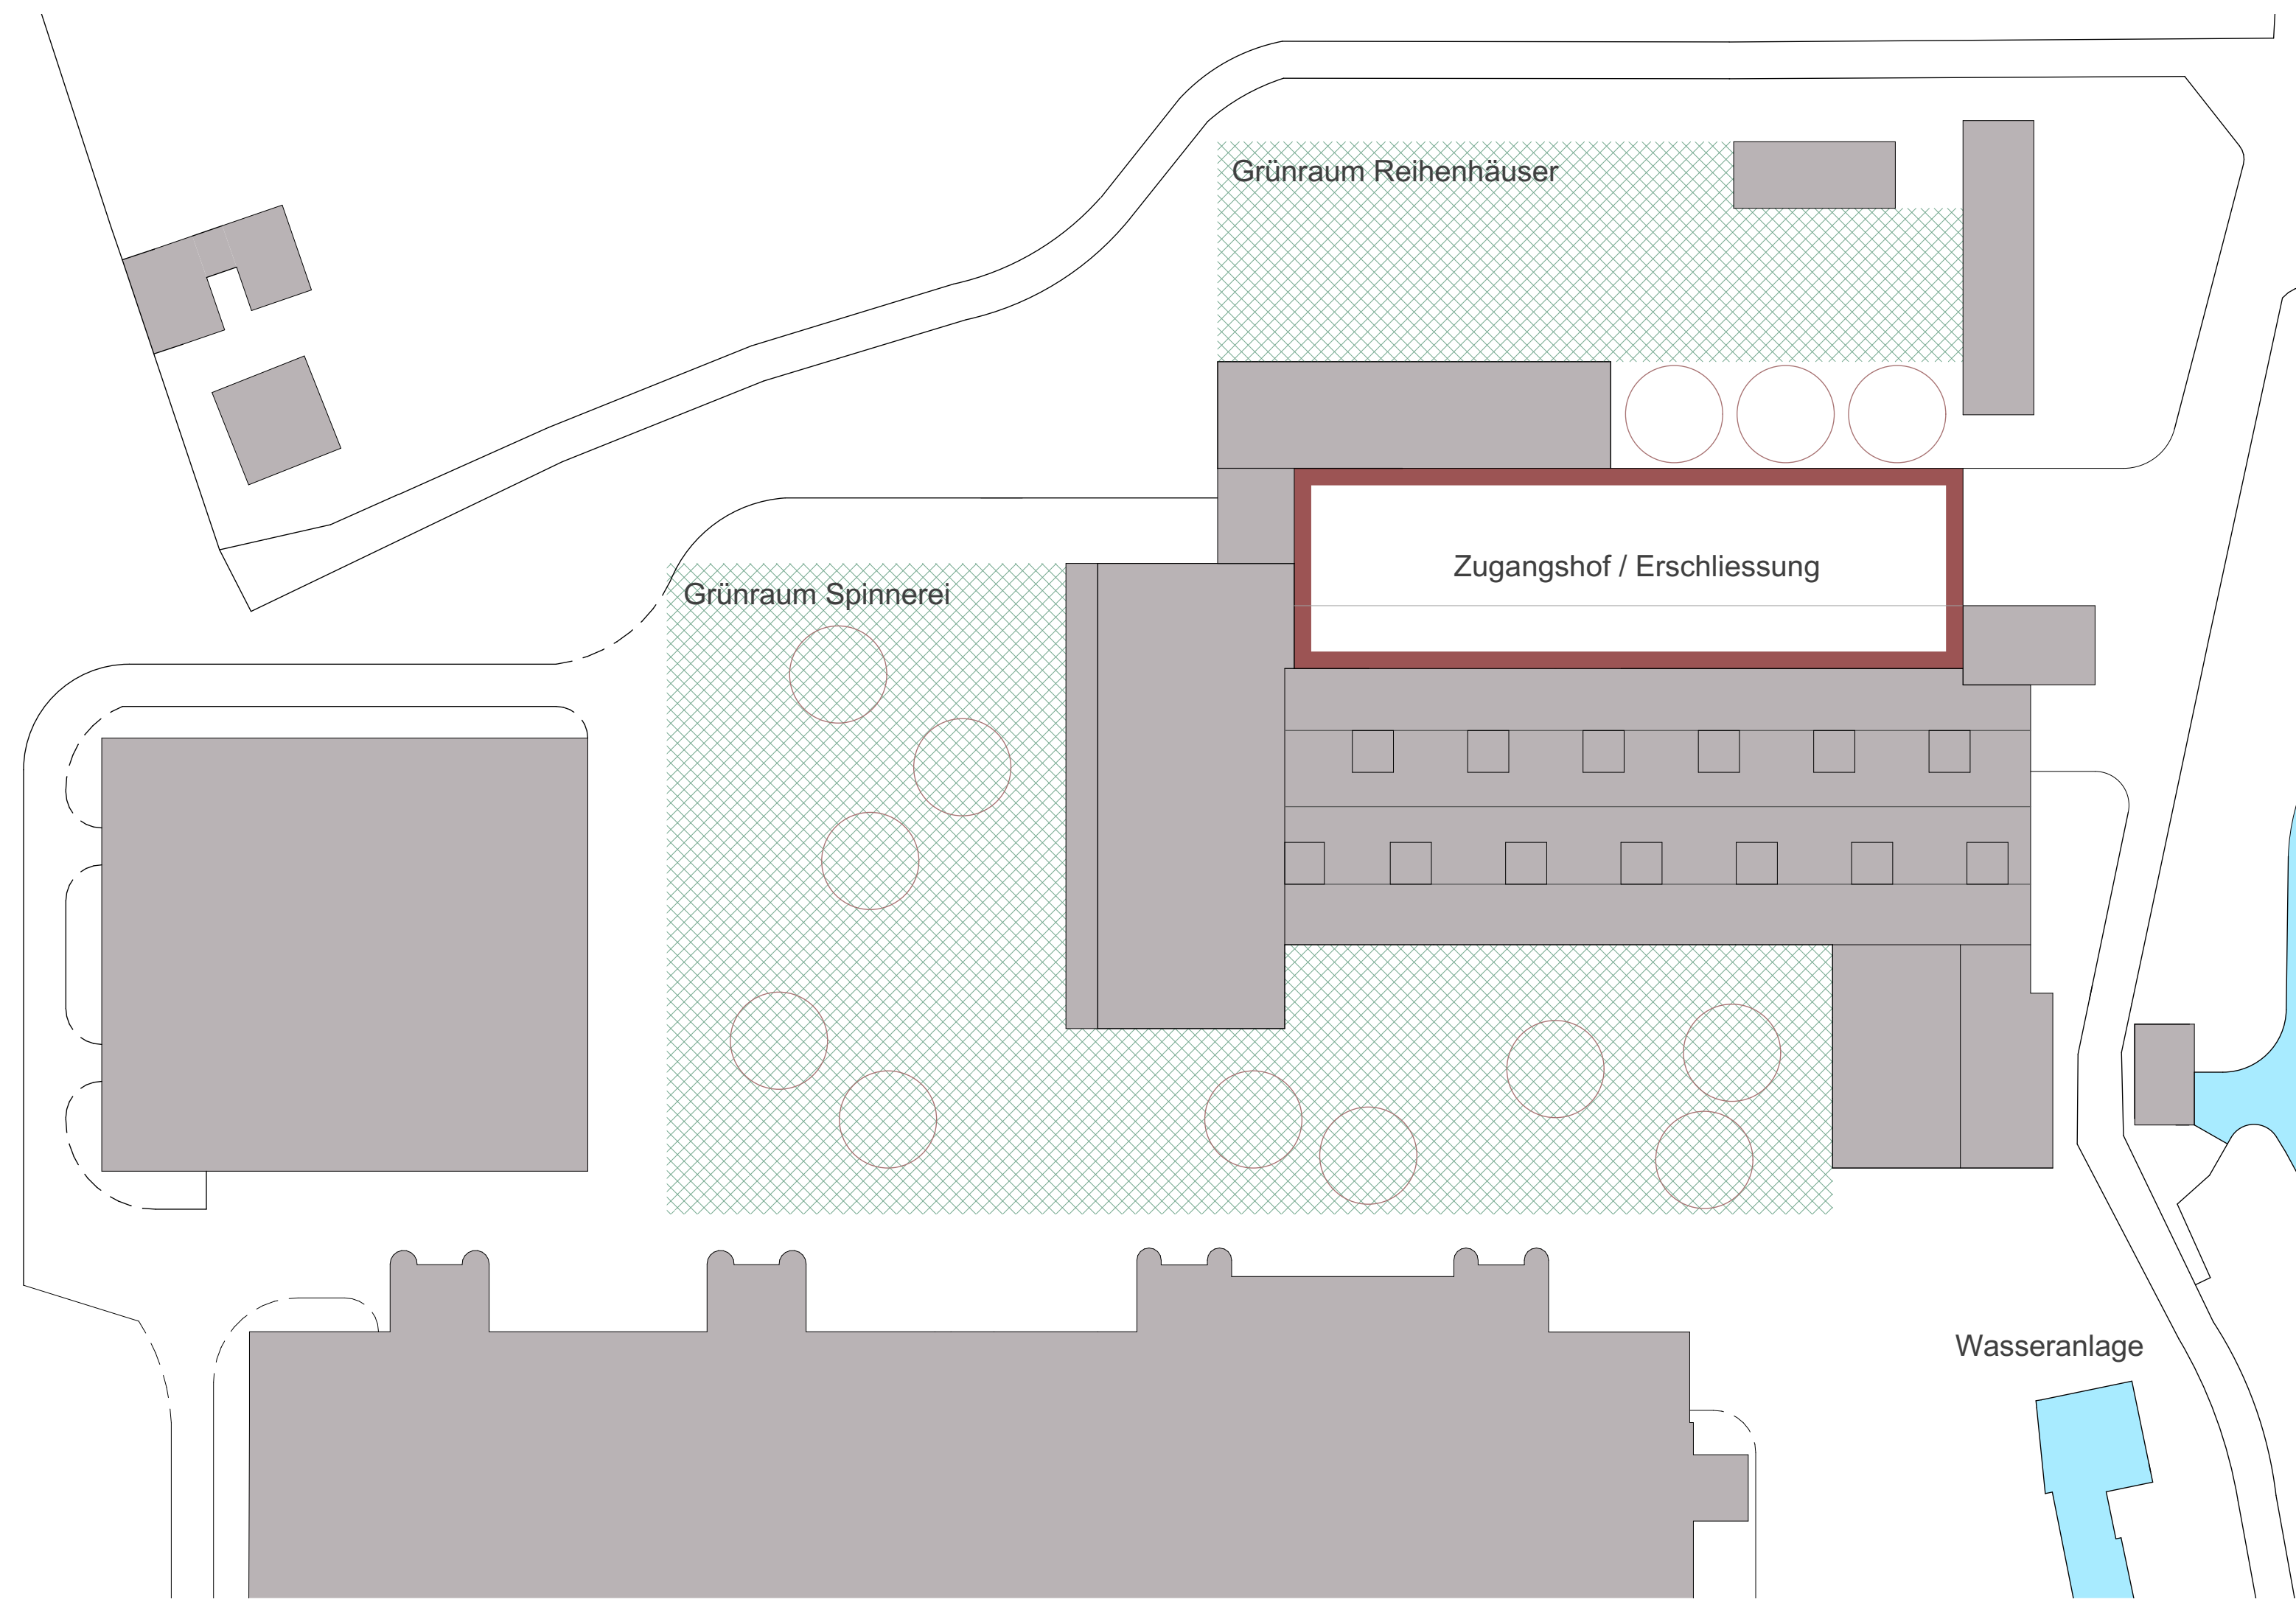 Grünraum Reihenhäuser
Zugangshof / Erschliessung
Grünraum Spinnerei
Wasseranlage